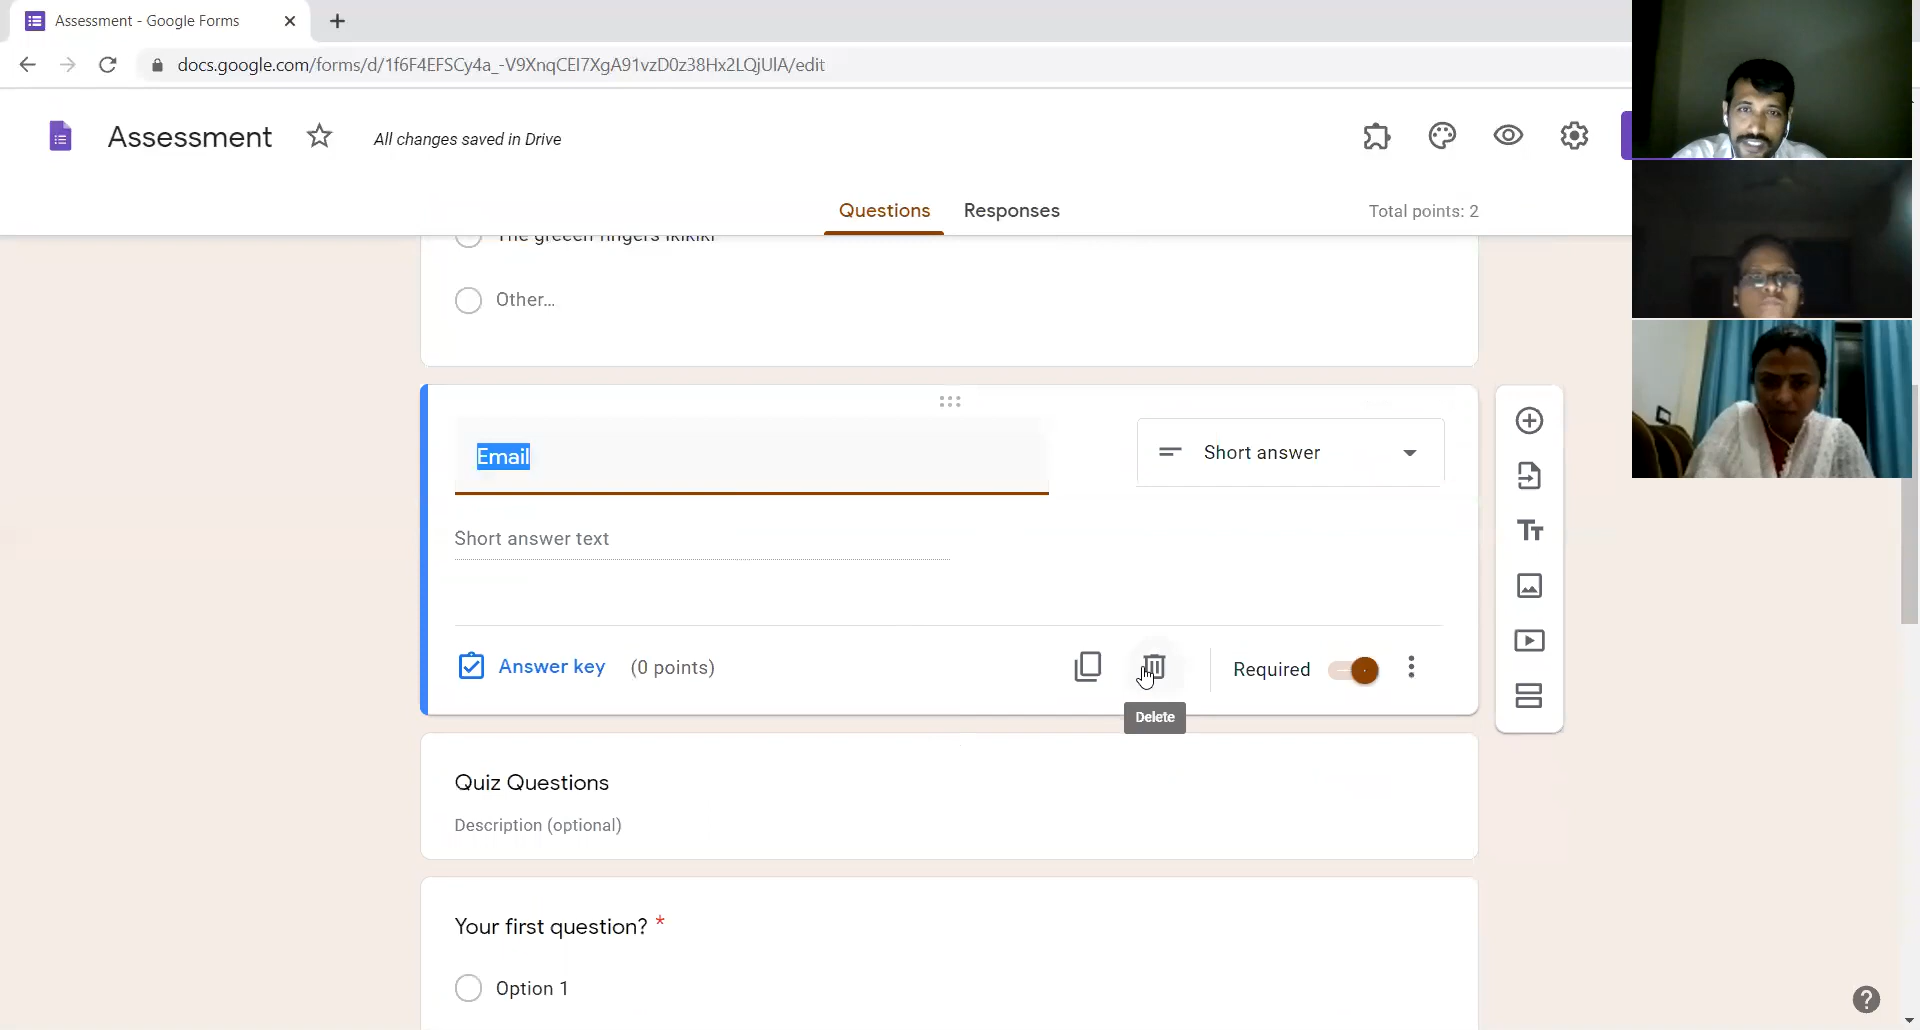 Assessment - Google Forms
docs.google.com/forms/d/1f6F4EFSCy4a_-V9XnqCEI7XgA91vzD0z38Hx2LQjUlA/edit
Assessment
All changes saved in Drive
Questions
Responses
Total points: 2
Other...
Email
Short answer
Short answer text
Answer key
(0 points)
Required
Delete
Quiz Questions
Description (optional)
Your first question? *
Option 1